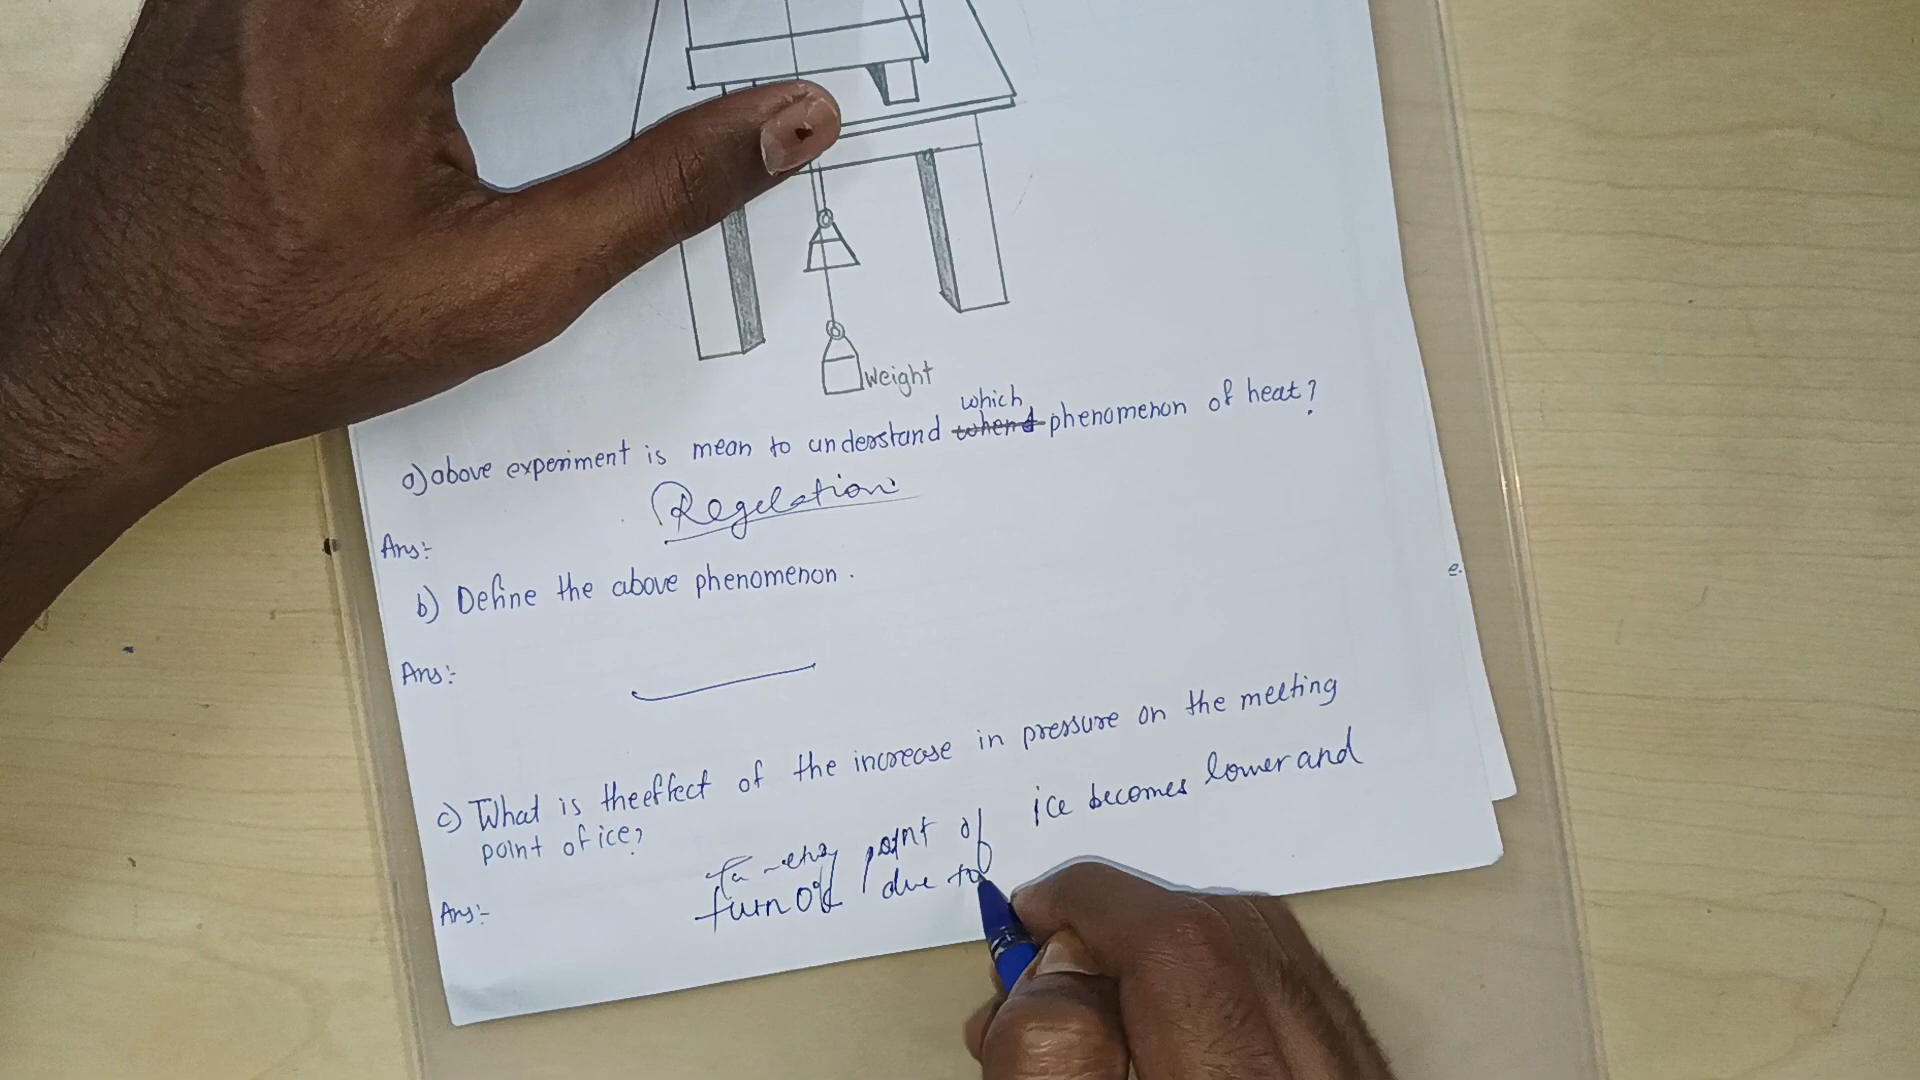 weight
which
a) above experiment is mean to understand whend phenomenon of heat?
Regelation
Ans:-
b) Define the above phenomenon.
Ans:-
c) What is the effect of the increase in pressure on the melting
point of ice?
point of ice becomes lower and
Ans:-
turn 0°C due to
e.